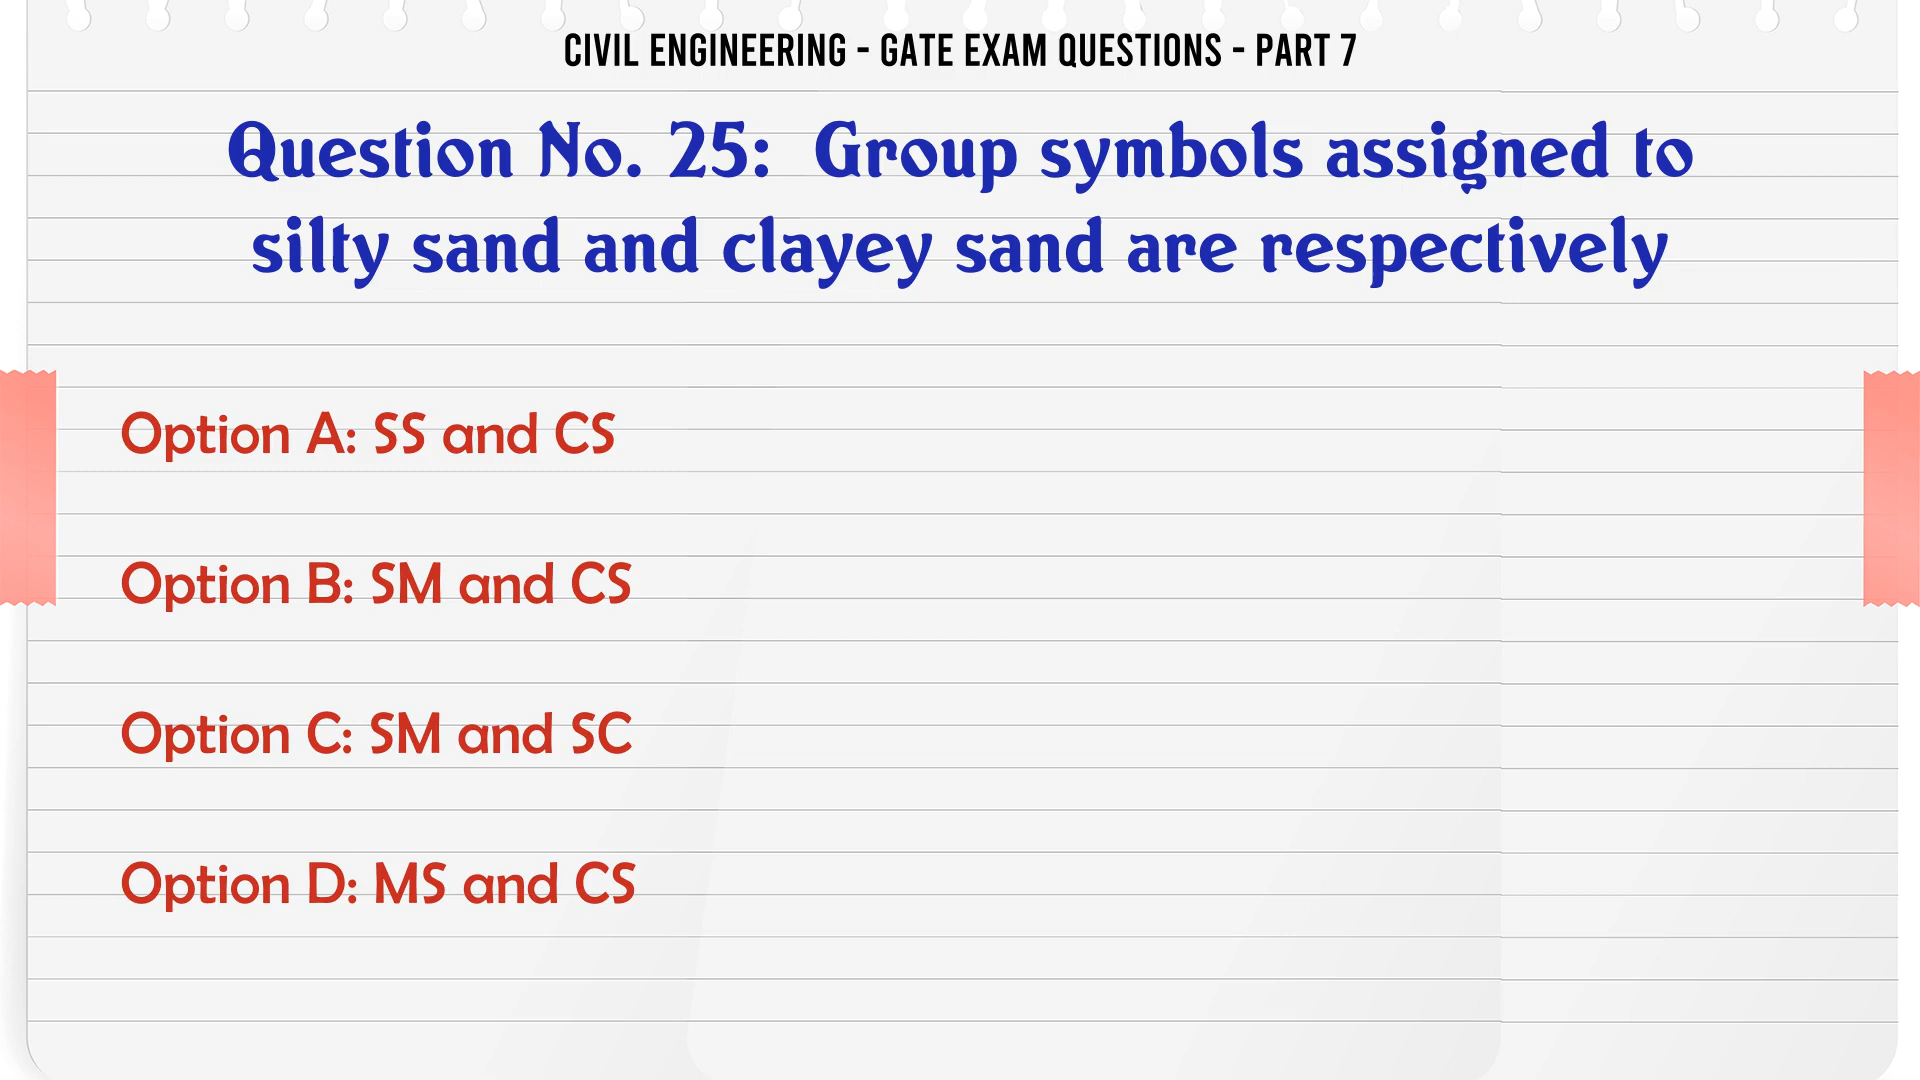 CIVIL ENGINEERING - GATE EXAM QUESTIONS - PART 7
Question No. 25: Group symbols assigned to
silty sand and clayey sand are respectively
Option A: SS and CS
Option B: SM and CS
Option C: SM and SC
Option D: MS and CS